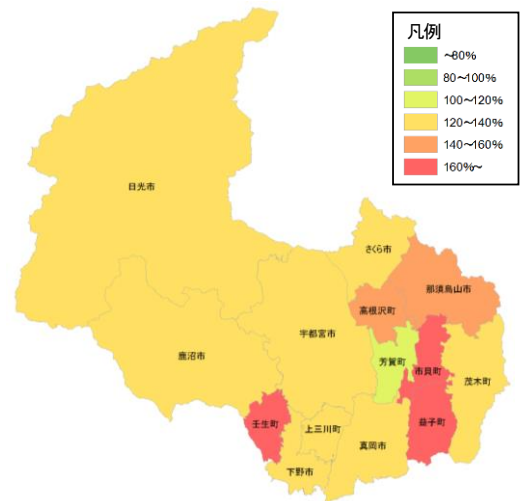 凡例
~80%
80~100%
100~120%
120~140%
140~160%
160%~
日光市
さくら市
那須烏山市
高根沢町
宇都宮市
鹿沼市
芳賀町
市貝町
茂木町
壬生町
上三川町
益子町
真岡市
下野市